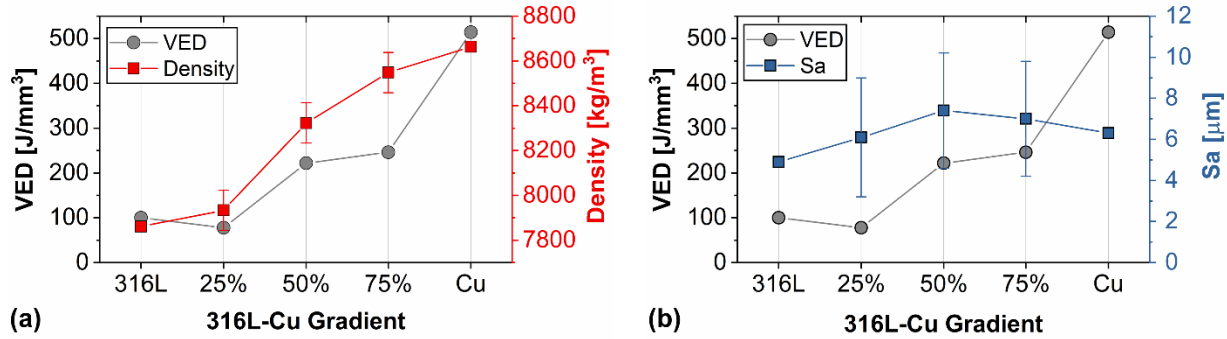 VED
Density
VED [J/mm³]
500
400
300
200
100
0
8800
8600
8400
8200
8000
7800
Density [kg/m³]
316L 25% 50% 75% Cu
(a) 316L-Cu Gradient
VED
Sa
VED [J/mm³]
500
400
300
200
100
0
12
10
8
6
4
2
0
Sa [μm]
316L 25% 50% 75% Cu
(b) 316L-Cu Gradient